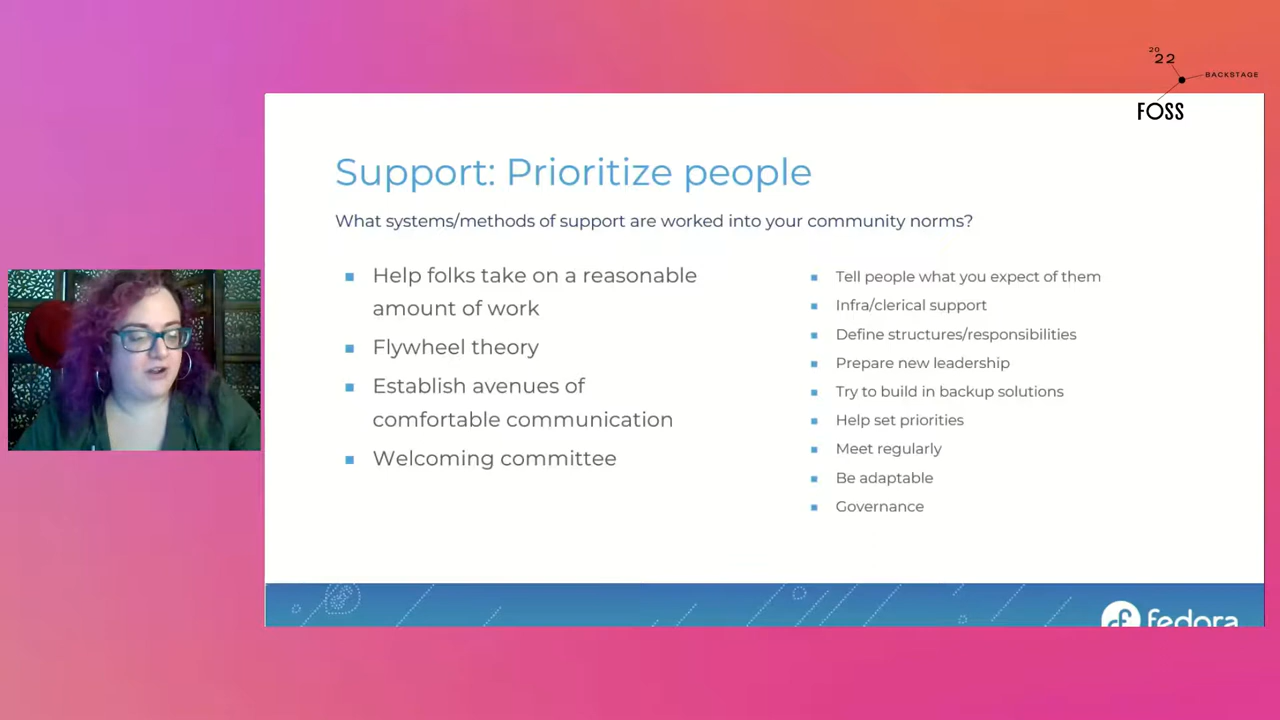 20
22
BACKSTAGE
FOSS
Support: Prioritize people
What systems/methods of support are worked into your community norms?
Help folks take on a reasonable
amount of work
Flywheel theory
Establish avenues of
comfortable communication
Welcoming committee
Tell people what you expect of them
Infra/clerical support
Define structures/responsibilities
Prepare new leadership
Try to build in backup solutions
Help set priorities
Meet regularly
Be adaptable
Governance
fedora